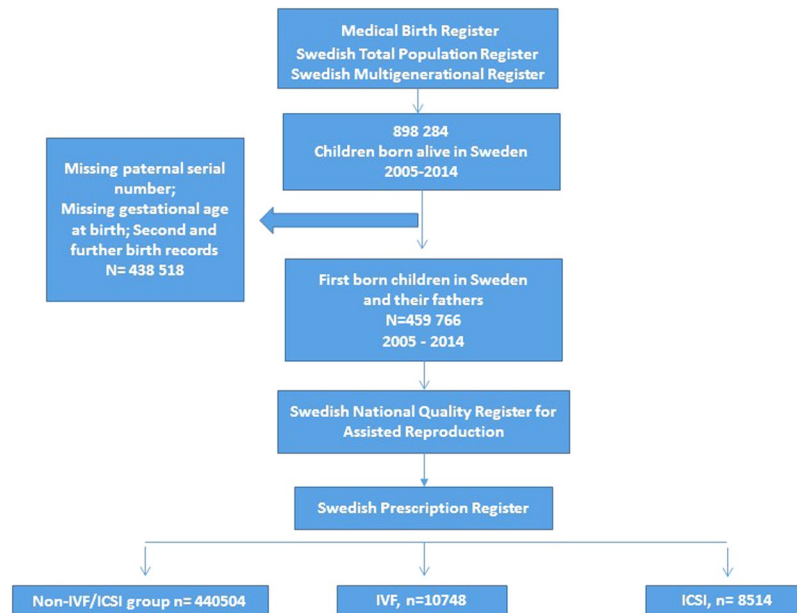 Medical Birth Register
Swedish Total Population Register
Swedish Multigenerational Register
898 284
Children born alive in Sweden
2005-2014
Missing paternal serial
number;
Missing gestational age
at birth; Second and
further birth records
N= 438 518
First born children in Sweden
and their fathers
N=459 766
2005 - 2014
Swedish National Quality Register for
Assisted Reproduction
Swedish Prescription Register
Non-IVF/ICSI group n= 440504
IVF, n=10748
ICSI, n= 8514